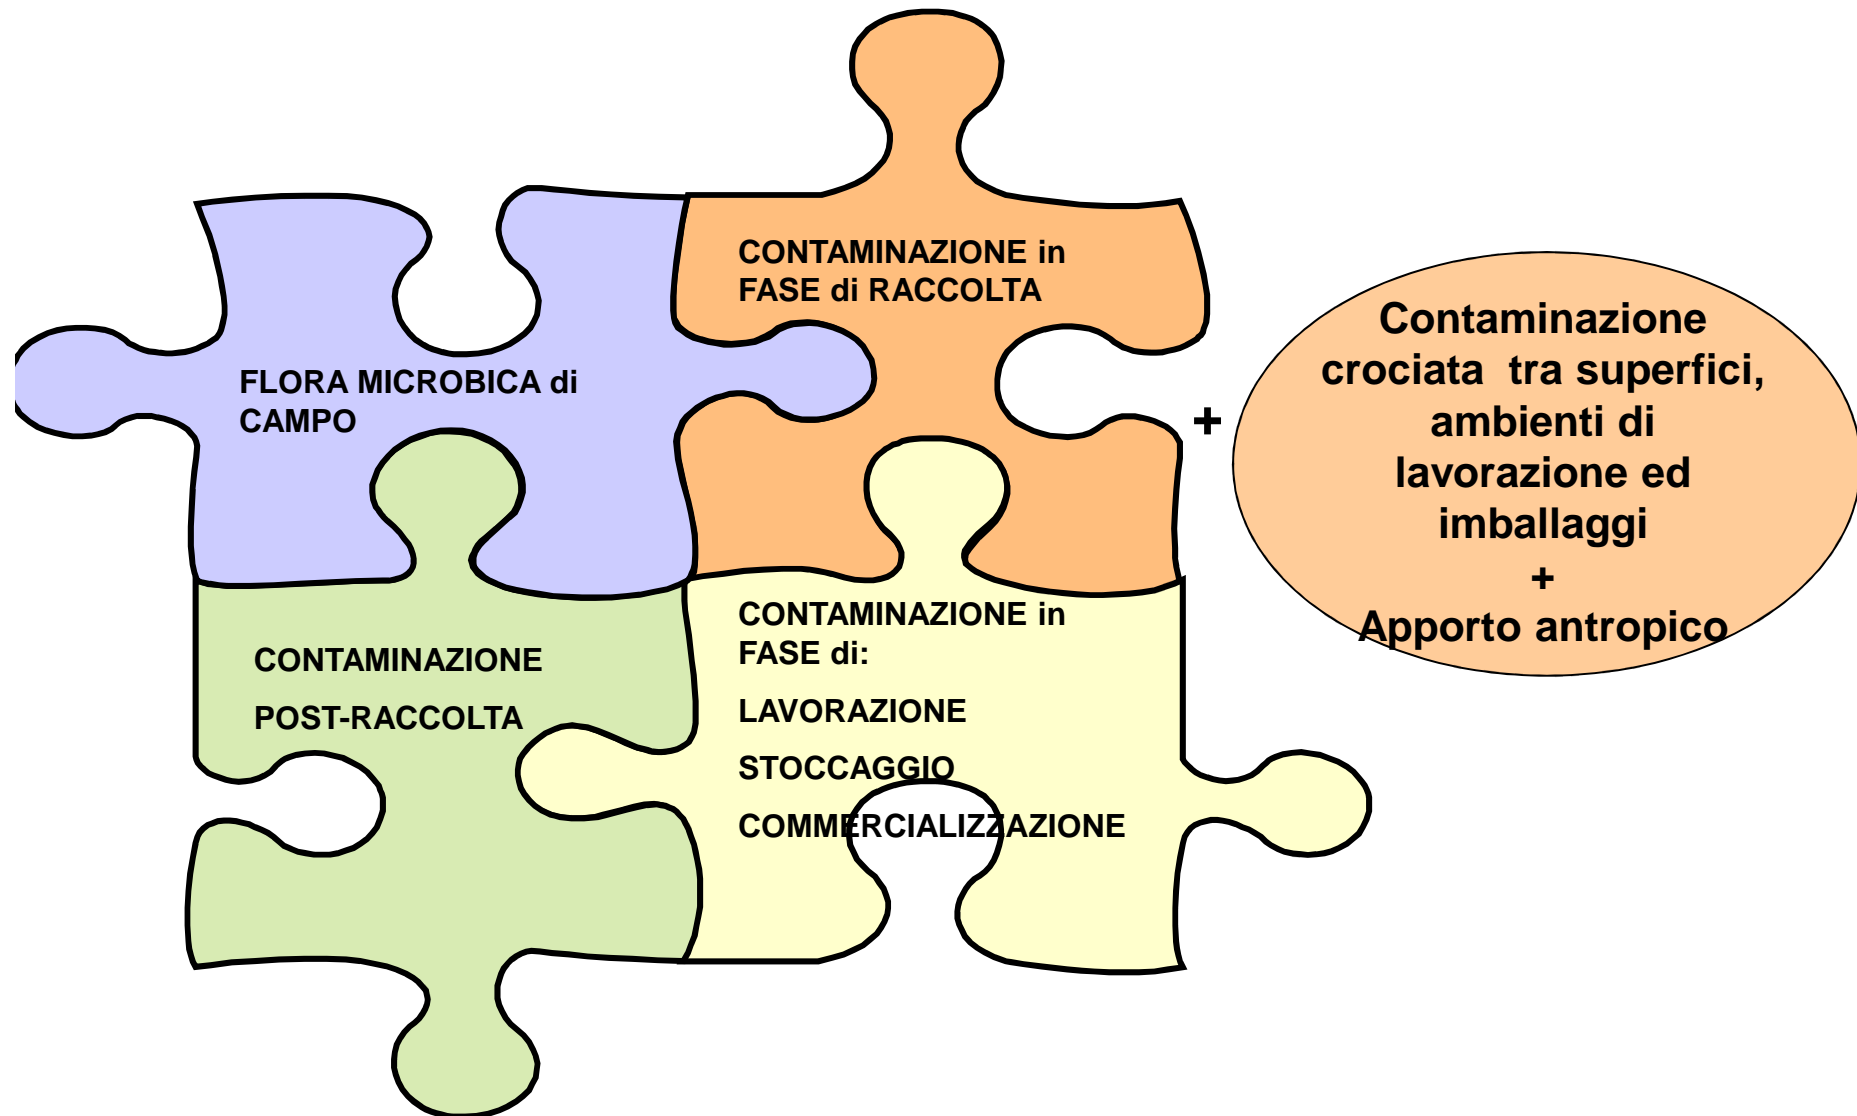 FLORA MICROBICA di
CAMPO
CONTAMINAZIONE in
FASE di RACCOLTA
CONTAMINAZIONE
POST-RACCOLTA
CONTAMINAZIONE in
FASE di:
LAVORAZIONE
STOCCAGGIO
COMMERCIALIZZAZIONE
+
Contaminazione
crociata tra superfici,
ambienti di
lavorazione ed
imballaggi
+
Apporto antropico